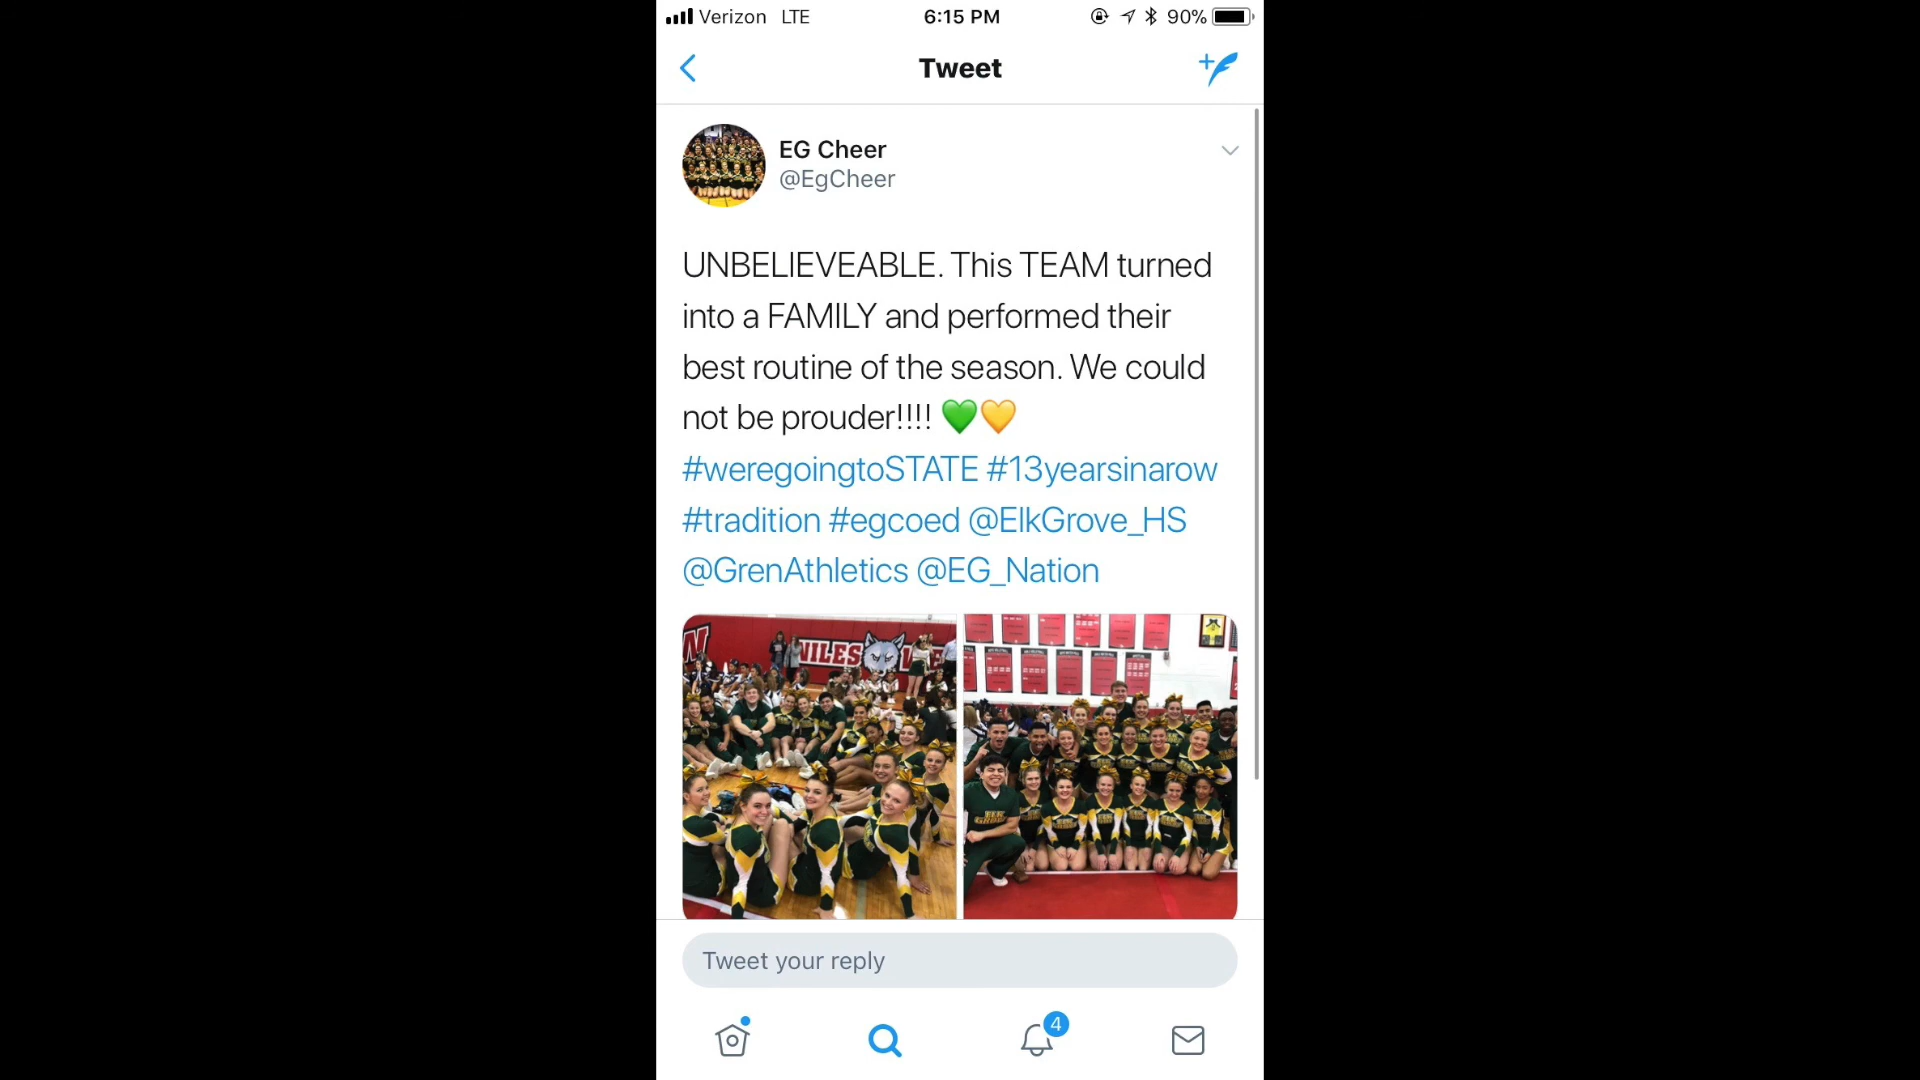 Verizon LTE 6:15 PM 90%
Tweet
EG Cheer
@EgCheer
UNBELIEVEABLE. This TEAM turned
into a FAMILY and performed their
best routine of the season. We could
not be prouder!!!! 💚💛
#weregoingtoSTATE #13yearsinarow
#tradition #egcoed @ElkGrove_HS
@GrenAthletics @EG_Nation
NILES
ELK
GROVE
Tweet your reply
4